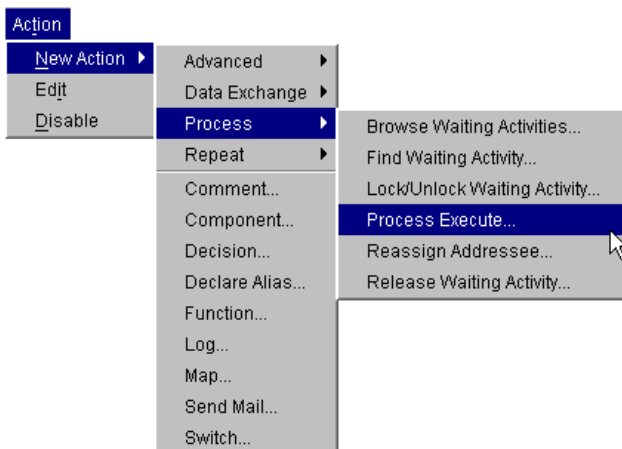 Action
New Action
Edit
Disable
Advanced
Data Exchange
Process
Repeat
Comment...
Component...
Decision...
Declare Alias...
Function...
Log...
Map...
Send Mail...
Switch...
Browse Waiting Activities...
Find Waiting Activity...
Lock/Unlock Waiting Activity...
Process Execute...
Reassign Addressee...
Release Waiting Activity...